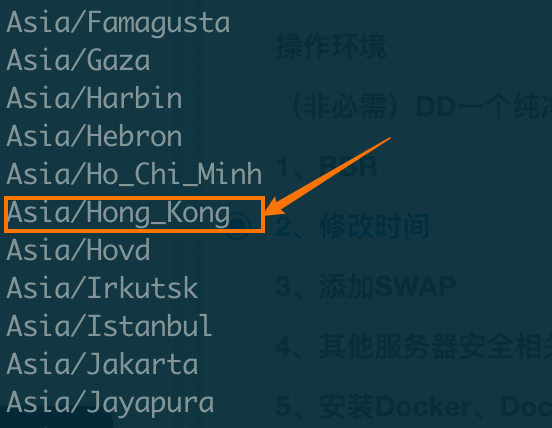 Asia/Famagusta
Asia/Gaza
Asia/Harbin
Asia/Hebron
Asia/Ho_Chi_Minh
Asia/Hong_Kong
Asia/Hovd
Asia/Irkutsk
Asia/Istanbul
Asia/Jakarta
Asia/Jayapura
操作环境
（非必需）DD一个纯
1、BBR
2、修改时间
3、添加SWAP
4、其他服务器安全相
5、安装Docker、Doc